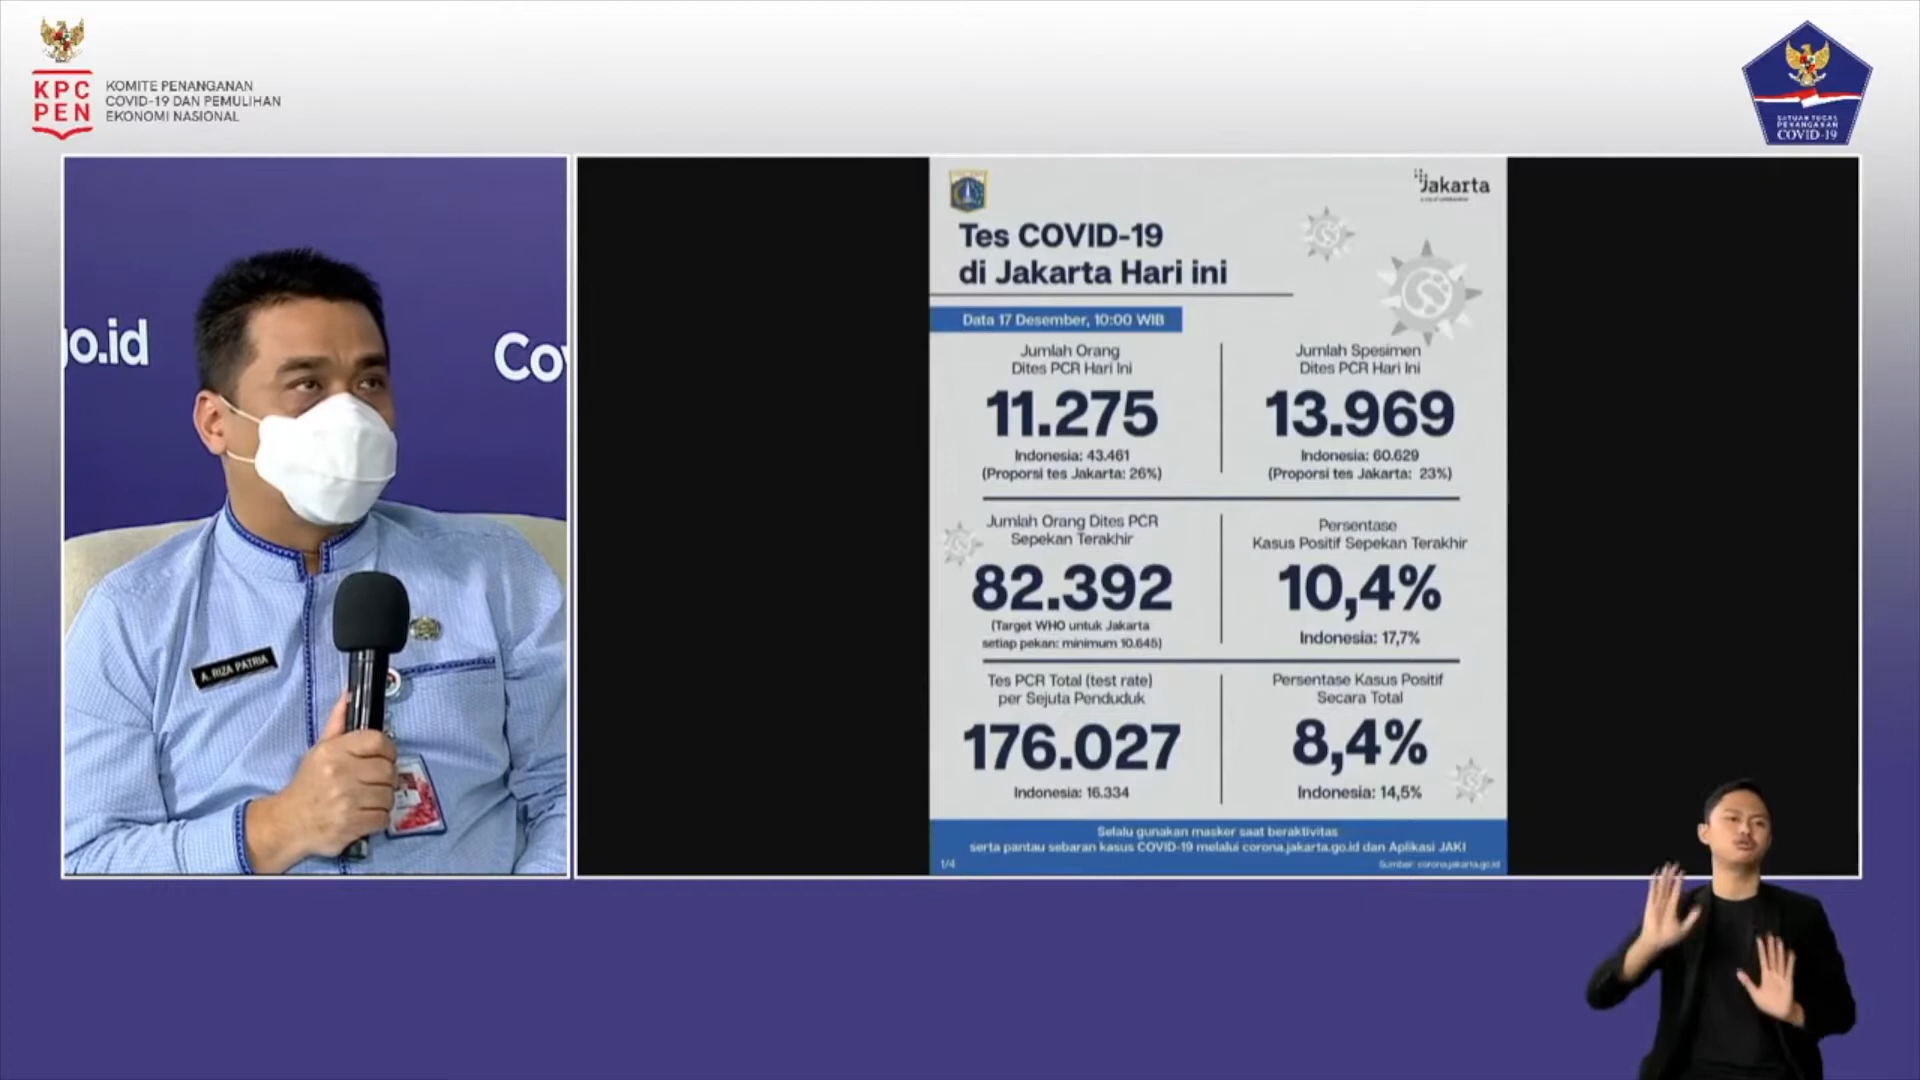 KPC
PEN
KOMITE PENANGANAN
COVID-19 DAN PEMULIHAN
EKONOMI NASIONAL
SATUAN TUGAS
PENANGANAN
COVID-19
go.id
Cov
A. RIZA PATRIA
Jakarta
Tes COVID-19
di Jakarta Hari ini
Data 17 Desember, 10:00 WIB
Jumlah Orang
Dites PCR Hari Ini
11.275
Indonesia: 43.461
(Proporsi tes Jakarta: 26%)
Jumlah Spesimen
Dites PCR Hari Ini
13.969
Indonesia: 60.629
(Proporsi tes Jakarta: 23%)
Jumlah Orang Dites PCR
Sepekan Terakhir
82.392
(Target WHO untuk Jakarta
setiap pekan: minimum 10.645)
Persentase
Kasus Positif Sepekan Terakhir
10,4%
Indonesia: 17,7%
Tes PCR Total (test rate)
per Sejuta Penduduk
176.027
Indonesia: 16.334
Persentase Kasus Positif
Secara Total
8,4%
Indonesia: 14,5%
Selalu gunakan masker saat beraktivitas
serta pantau sebaran kasus COVID-19 melalui corona.jakarta.go.id dan Aplikasi JAKI
1/4
Sumber: corona.jakarta.go.id